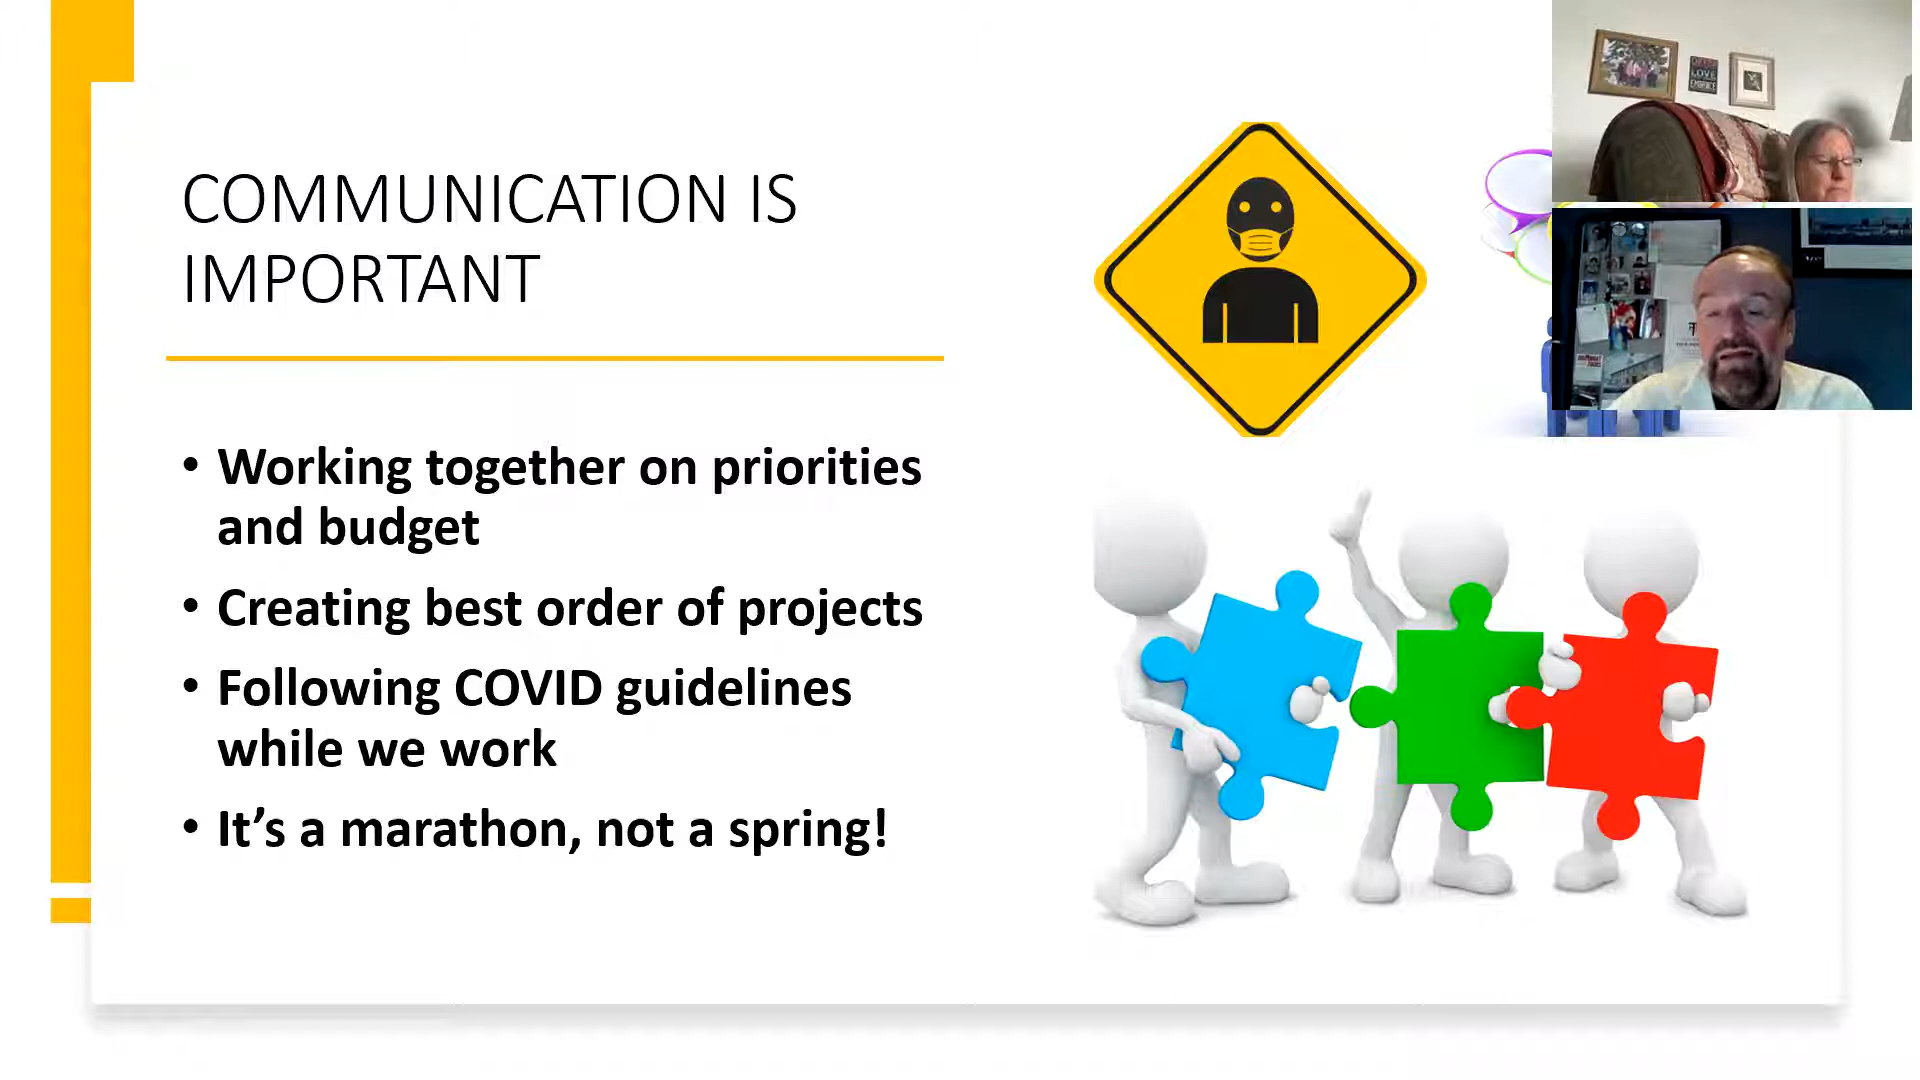 COMMUNICATION IS
IMPORTANT
• Working together on priorities
and budget
• Creating best order of projects
• Following COVID guidelines
while we work
• It’s a marathon, not a spring!
LOVE